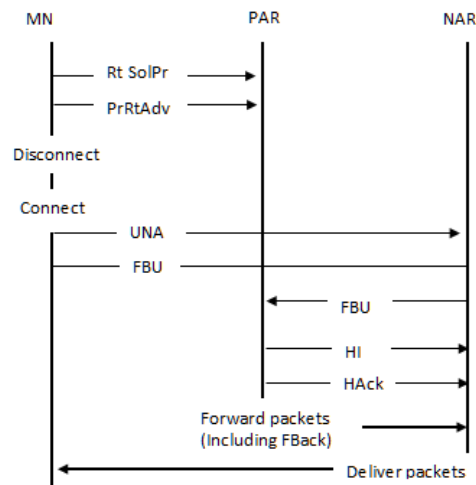 MN PAR NAR
Rt SolPr
PrRtAdv
Disconnect
Connect
UNA
FBU
FBU
HI
HAck
Forward packets
(Including FBack)
Deliver packets